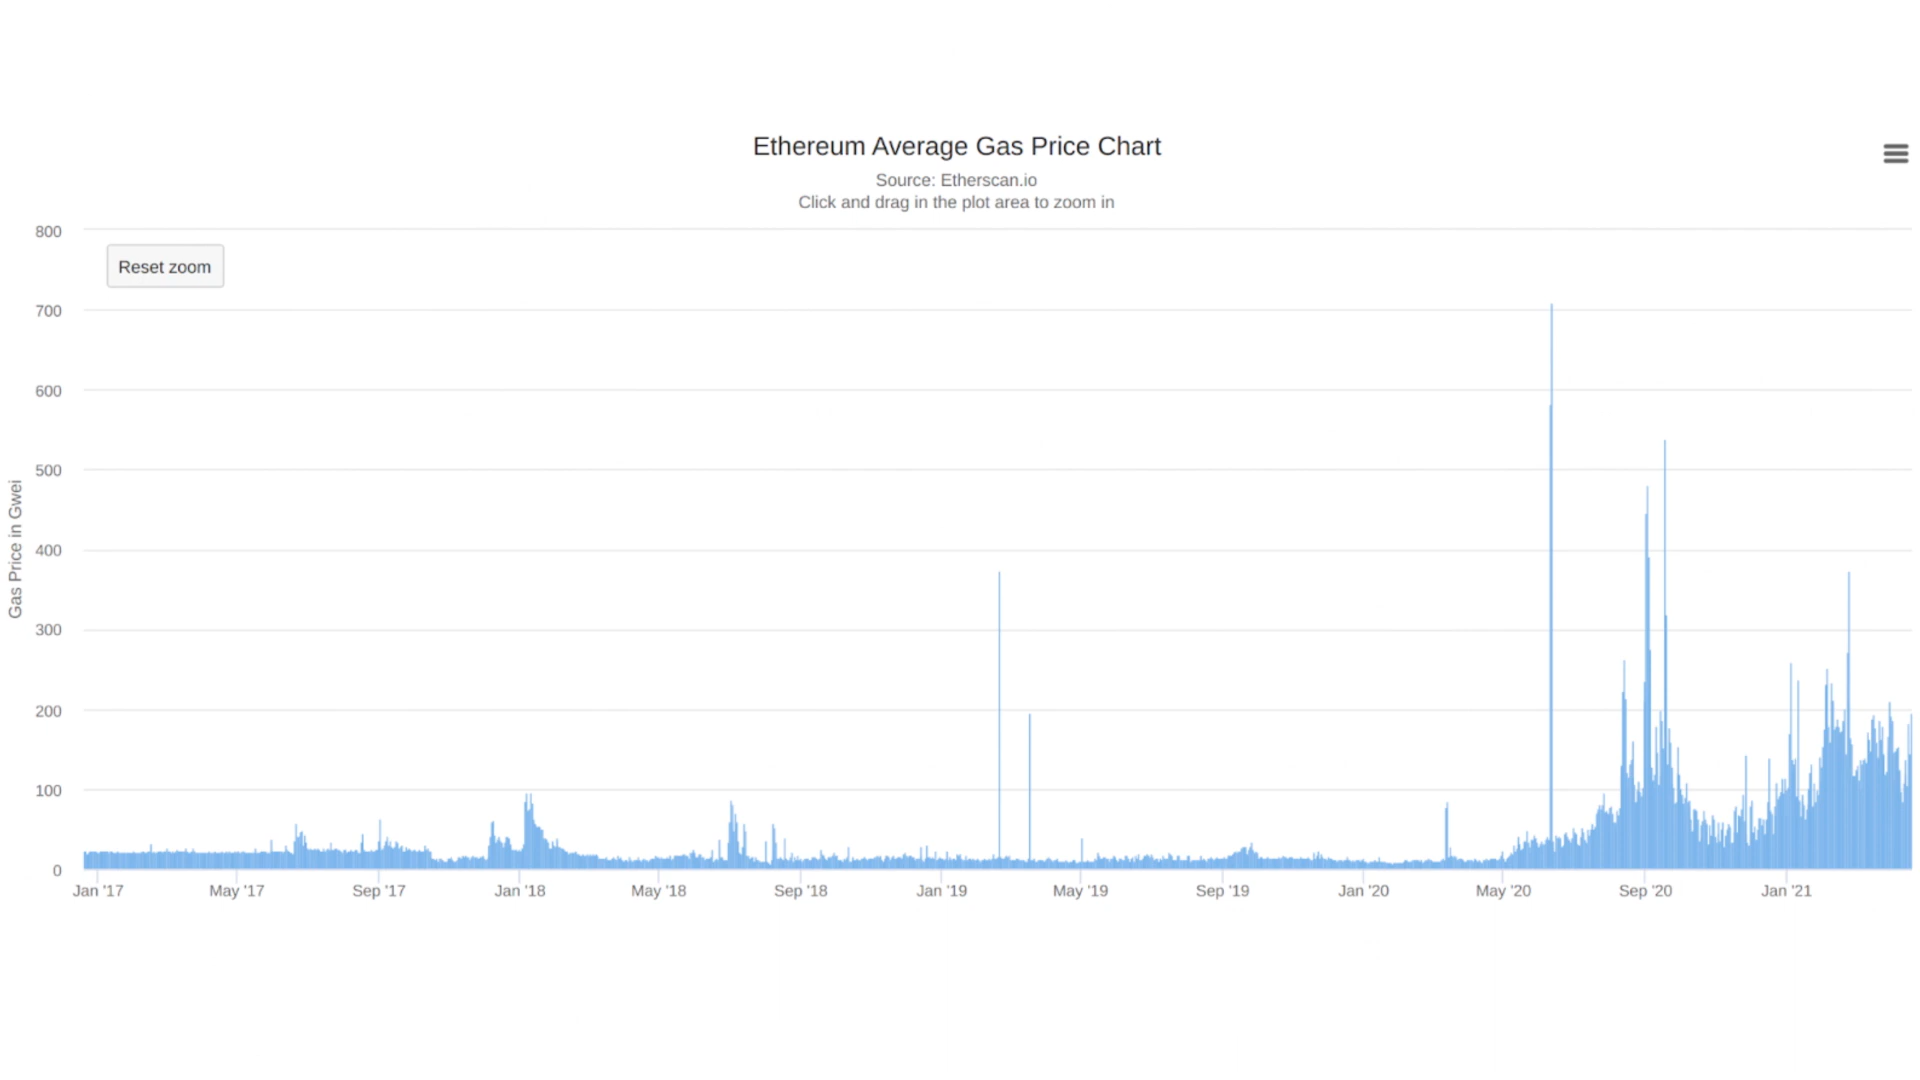 Ethereum Average Gas Price Chart
Source: Etherscan.io
Click and drag in the plot area to zoom in
Reset zoom
Gas Price in Gwei
800
700
600
500
400
300
200
100
0
Jan '17 May '17 Sep '17 Jan '18 May '18 Sep '18 Jan '19 May '19 Sep '19 Jan '20 May '20 Sep '20 Jan '21